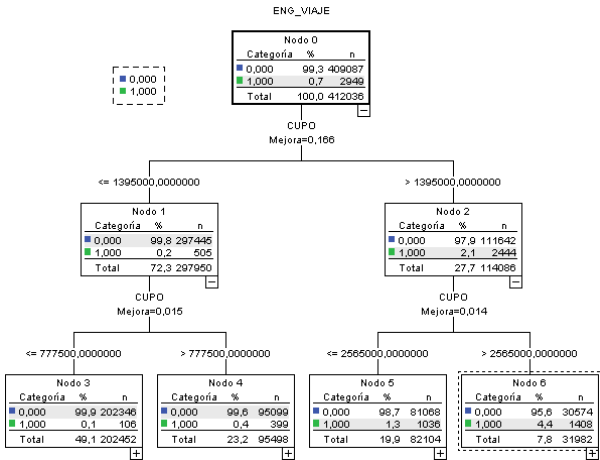 ENG_VIAJE
0,000
1,000
Nodo 0
Categoría % n
0,000 99,3 409087
1,000 0,7 2949
Total 100,0 412036
CUPO
Mejora=0,166
<= 1395000,0000000
> 1395000,0000000
Nodo 1
Categoría % n
0,000 99,8 297445
1,000 0,2 505
Total 72,3 297950
CUPO
Mejora=0,015
Nodo 2
Categoría % n
0,000 97,9 111642
1,000 2,1 2444
Total 27,7 114086
CUPO
Mejora=0,014
<= 777500,0000000
> 777500,0000000
<= 2565000,0000000
> 2565000,0000000
Nodo 3
Categoría % n
0,000 99,9 202346
1,000 0,1 106
Total 49,1 202452
Nodo 4
Categoría % n
0,000 99,6 95099
1,000 0,4 399
Total 23,2 95498
Nodo 5
Categoría % n
0,000 98,7 81068
1,000 1,3 1036
Total 19,9 82104
Nodo 6
Categoría % n
0,000 95,6 30574
1,000 4,4 1408
Total 7,8 31982